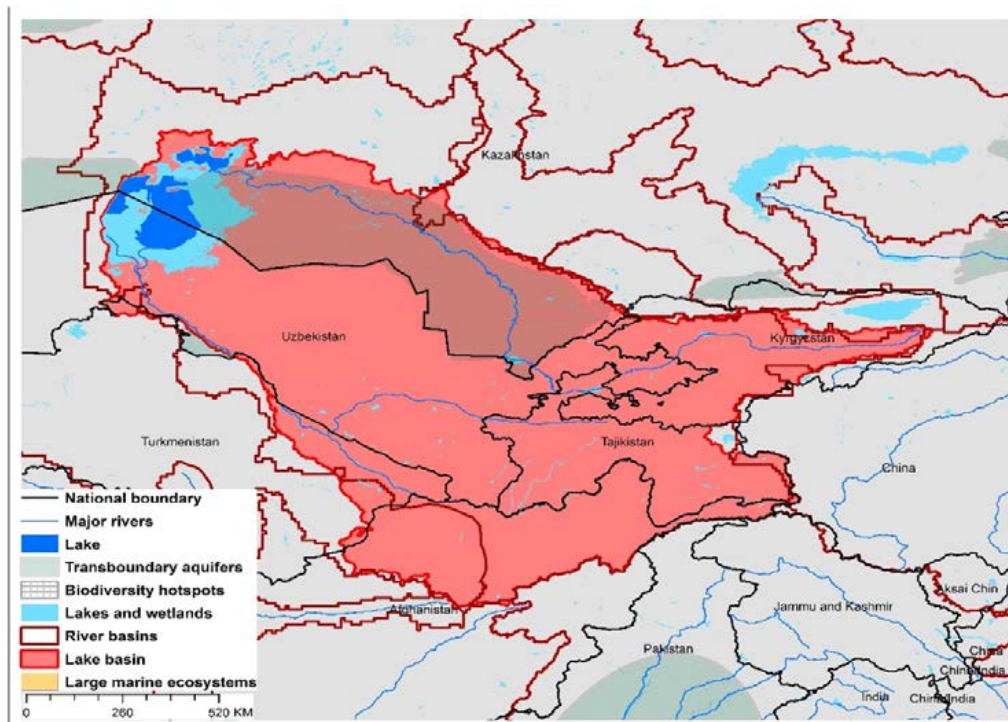 Kazakhstan
Uzbekistan
Kyrgyzstan
Turkmenistan
Tajikistan
China
National boundary
Major rivers
Lake
Transboundary aquifers
Biodiversity hotspots
Lakes and wetlands
River basins
Lake basin
Large marine ecosystems
0 260 520 KM
Afghanistan
Aksai Chin
Jammu and Kashmir
Pakistan
China
China/India
India
China/India